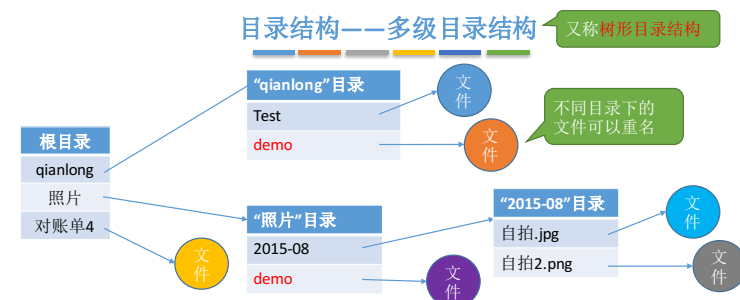 目录结构——多级目录结构
又称树形目录结构
"qianlong"目录
Test
demo
文件
文件
不同目录下的
文件可以重名
根目录
qianlong
照片
对账单4
文件
"照片"目录
2015-08
demo
文件
"2015-08"目录
自拍.jpg
自拍2.png
文件
文件